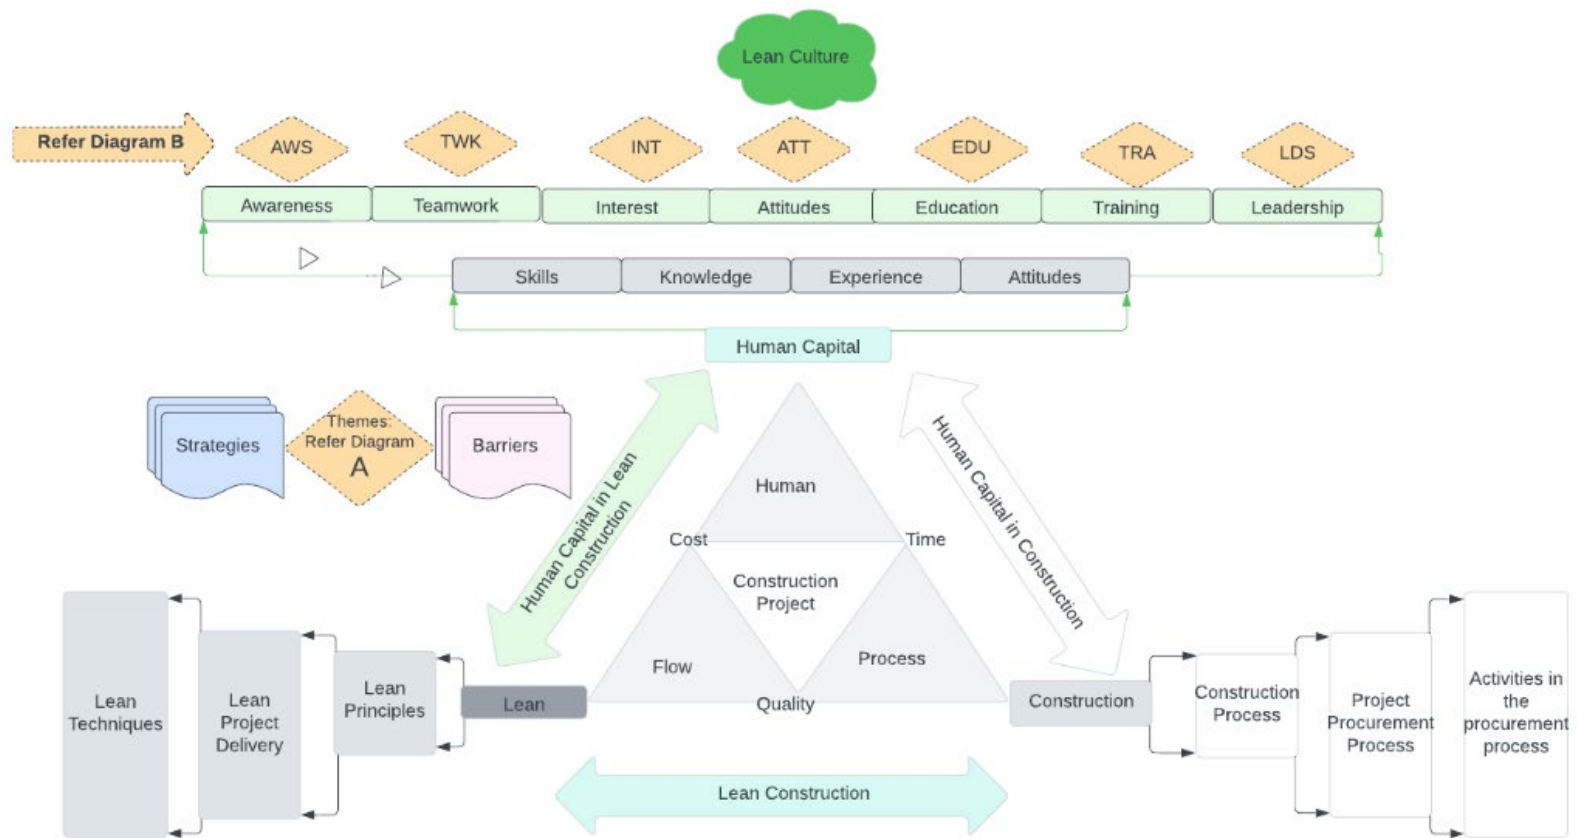 Lean Culture
Refer Diagram B
AWS
TWK
INT
ATT
EDU
TRA
LDS
Awareness
Teamwork
Interest
Attitudes
Education
Training
Leadership
Skills
Knowledge
Experience
Attitudes
Human Capital
Strategies
Themes:
Refer Diagram
A
Barriers
Human Capital in Lean
Construction
Human Capital in Construction
Human
Cost
Time
Construction
Project
Flow
Process
Quality
Lean
Techniques
Lean
Project
Delivery
Lean
Principles
Lean
Construction
Construction
Process
Project
Procurement
Process
Activities in
the
procurement
process
Lean Construction